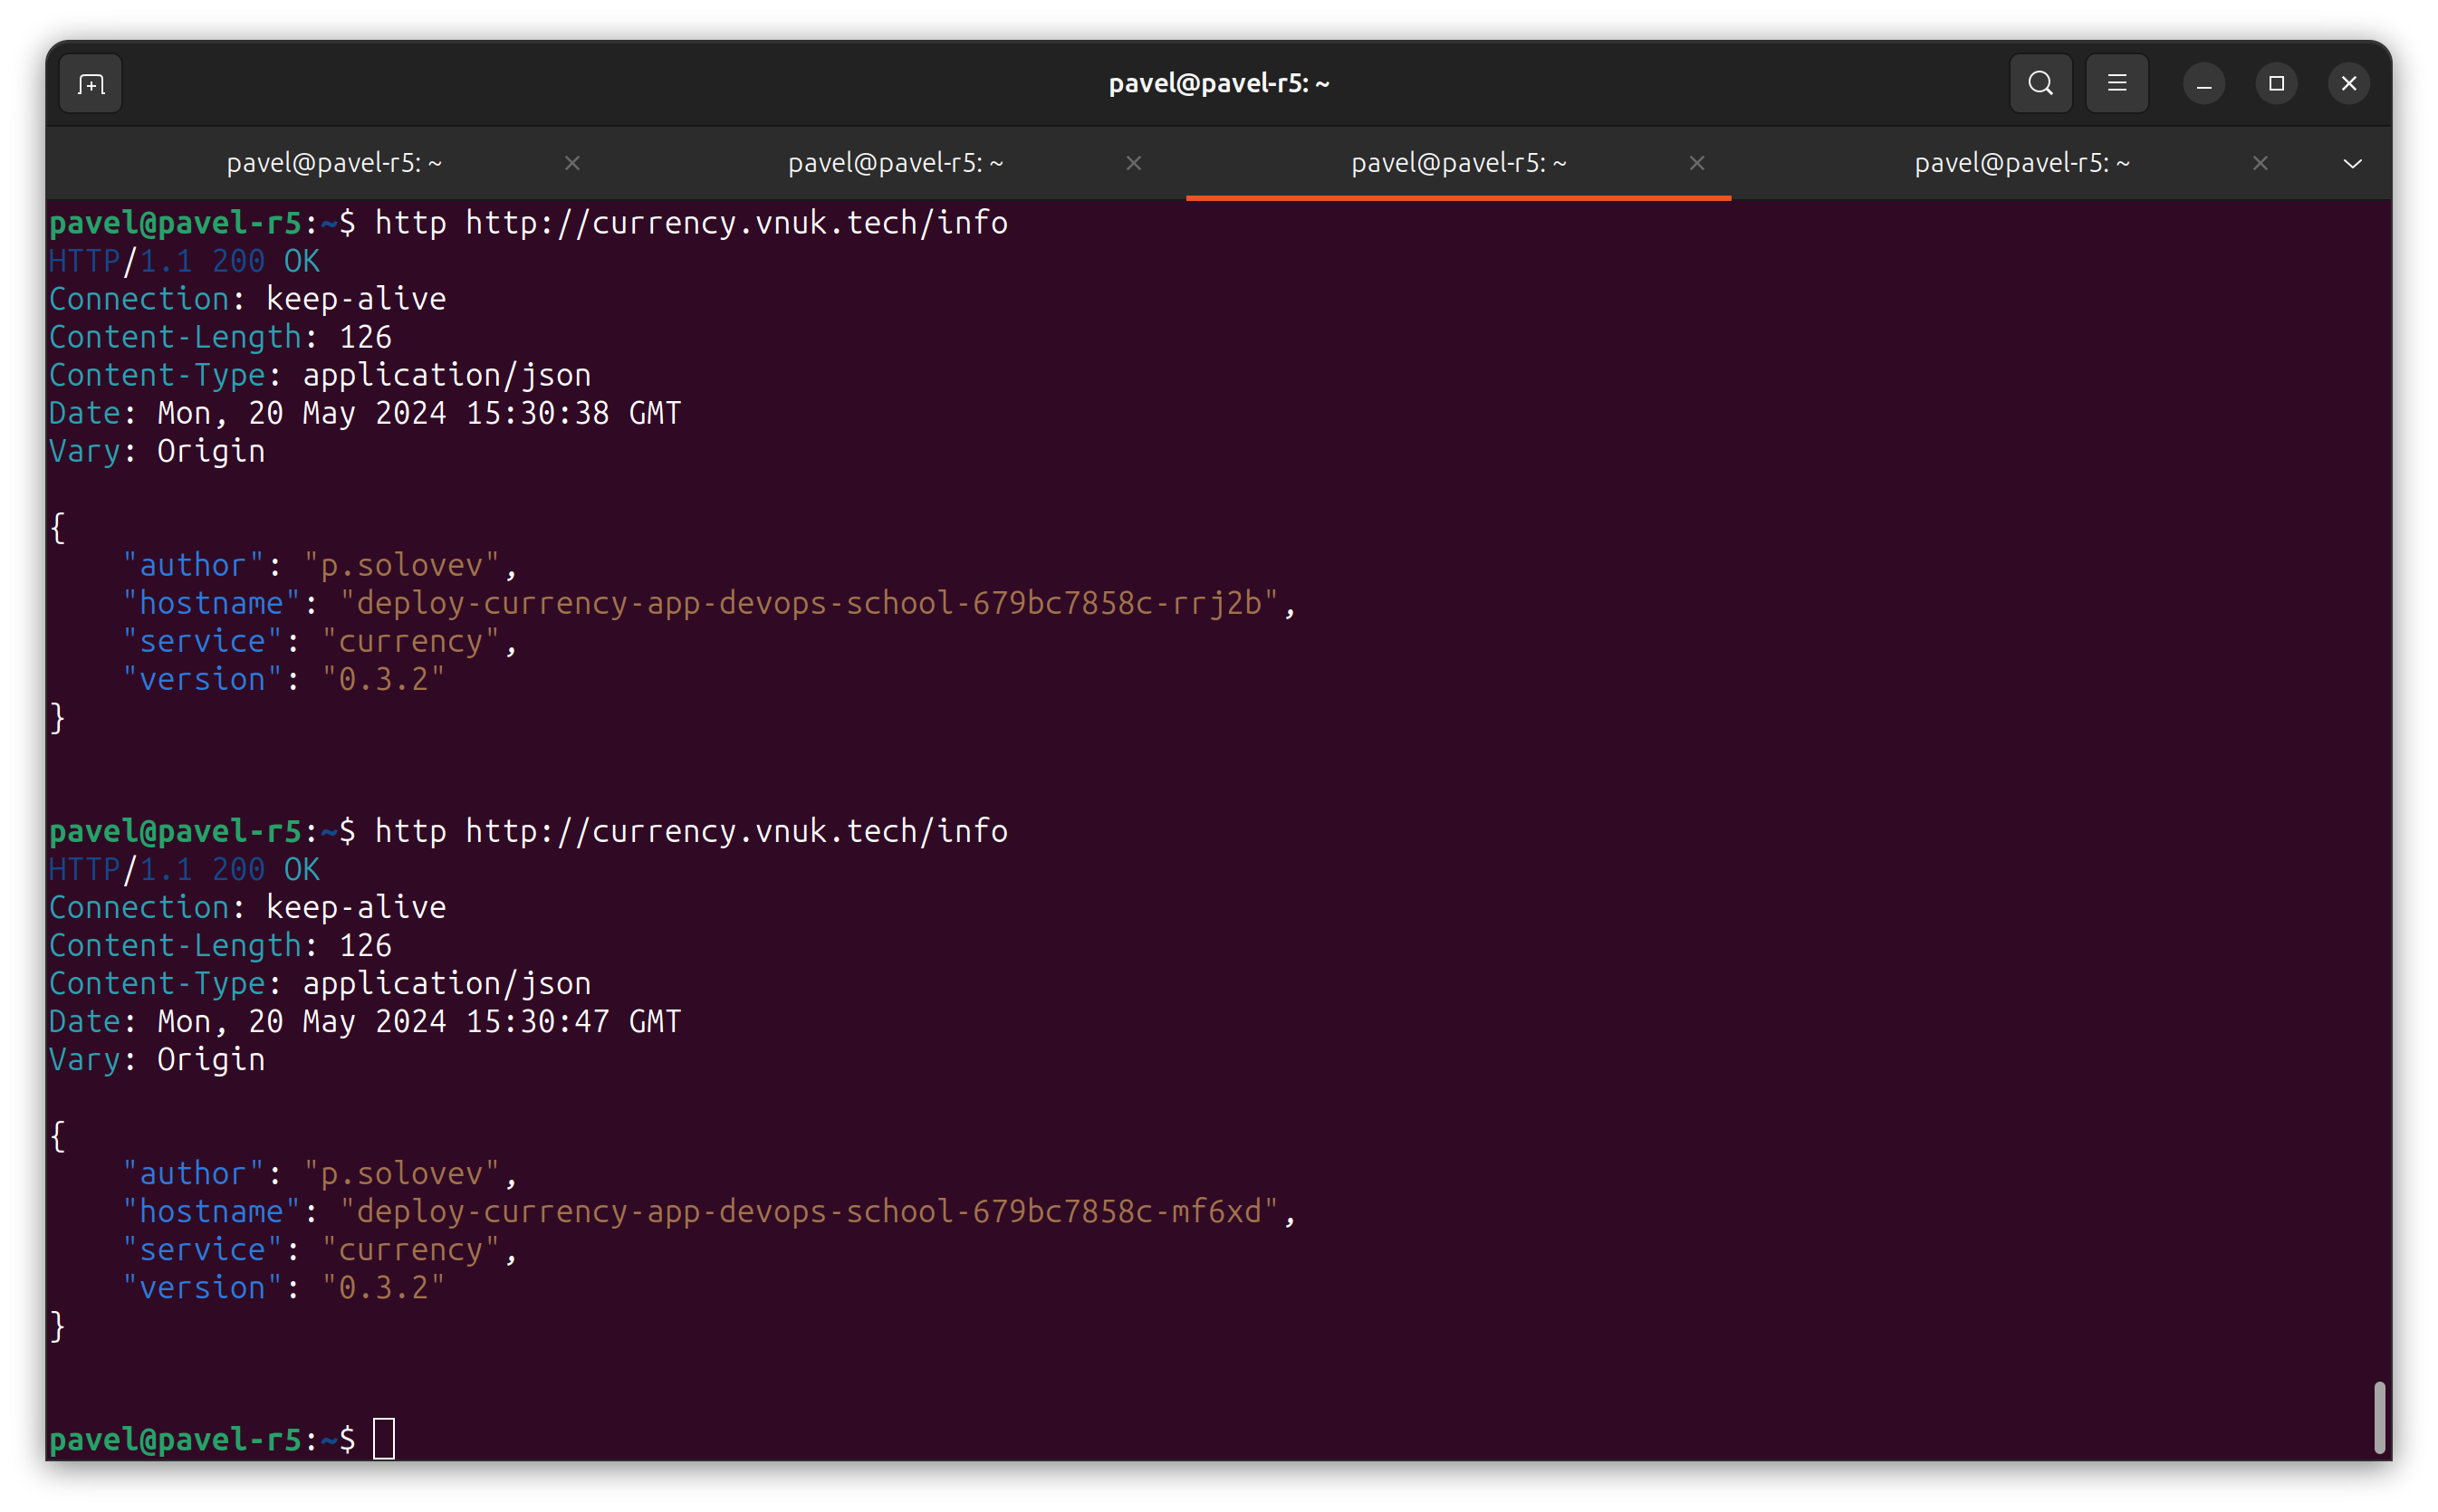 pavel@pavel-r5: ~
pavel@pavel-r5: ~ pavel@pavel-r5: ~ pavel@pavel-r5: ~ pavel@pavel-r5: ~
pavel@pavel-r5:~$ http http://currency.vnuk.tech/info
HTTP/1.1 200 OK
Connection: keep-alive
Content-Length: 126
Content-Type: application/json
Date: Mon, 20 May 2024 15:30:38 GMT
Vary: Origin
{
    "author": "p.solovev",
    "hostname": "deploy-currency-app-devops-school-679bc7858c-rrj2b",
    "service": "currency",
    "version": "0.3.2"
}
pavel@pavel-r5:~$ http http://currency.vnuk.tech/info
HTTP/1.1 200 OK
Connection: keep-alive
Content-Length: 126
Content-Type: application/json
Date: Mon, 20 May 2024 15:30:47 GMT
Vary: Origin
{
    "author": "p.solovev",
    "hostname": "deploy-currency-app-devops-school-679bc7858c-mf6xd",
    "service": "currency",
    "version": "0.3.2"
}
pavel@pavel-r5:~$